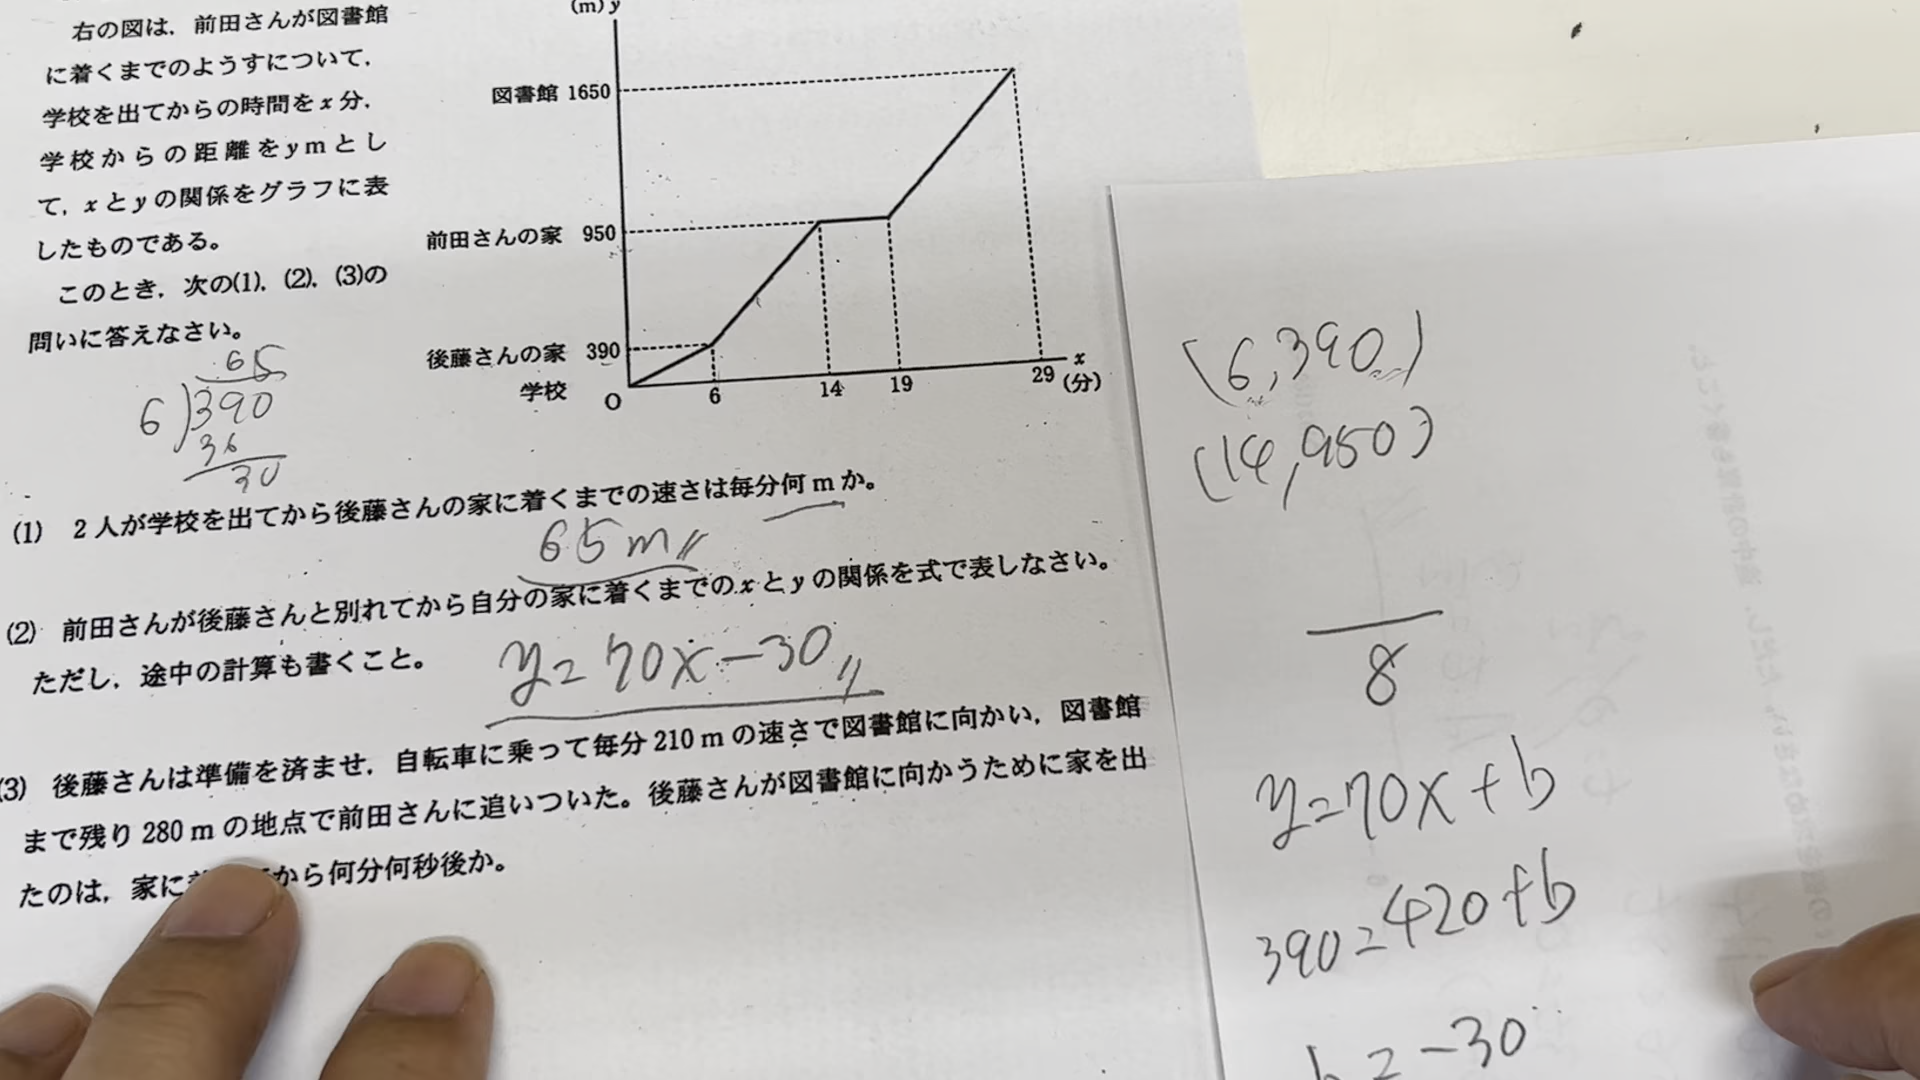 右の図は，前田さんが図書館
に着くまでのようすについて，
学校を出てからの時間をx分，
学校からの距離をymとし
て，xとyの関係をグラフに表
したものである。
このとき，次の(1)，(2)，(3)の
問いに答えなさい。
(m) y
図書館 1650
前田さんの家 950
後藤さんの家 390
学校
O 6 14 19 29 x (分)
65
6)390
36
30
(1) 2人が学校を出てから後藤さんの家に着くまでの速さは毎分何mか。
65m
(2) 前田さんが後藤さんと別れてから自分の家に着くまでのxとyの関係を式で表しなさい。
ただし，途中の計算も書くこと。
y=70x-30
(3) 後藤さんは準備を済ませ，自転車に乗って毎分210mの速さで図書館に向かい，図書館
まで残り280mの地点で前田さんに追いついた。後藤さんが図書館に向かうために家を出
たのは，家に から何分何秒後か。
(6,390)
(14,950)
8
y=70x+b
390=420+b
b=-30